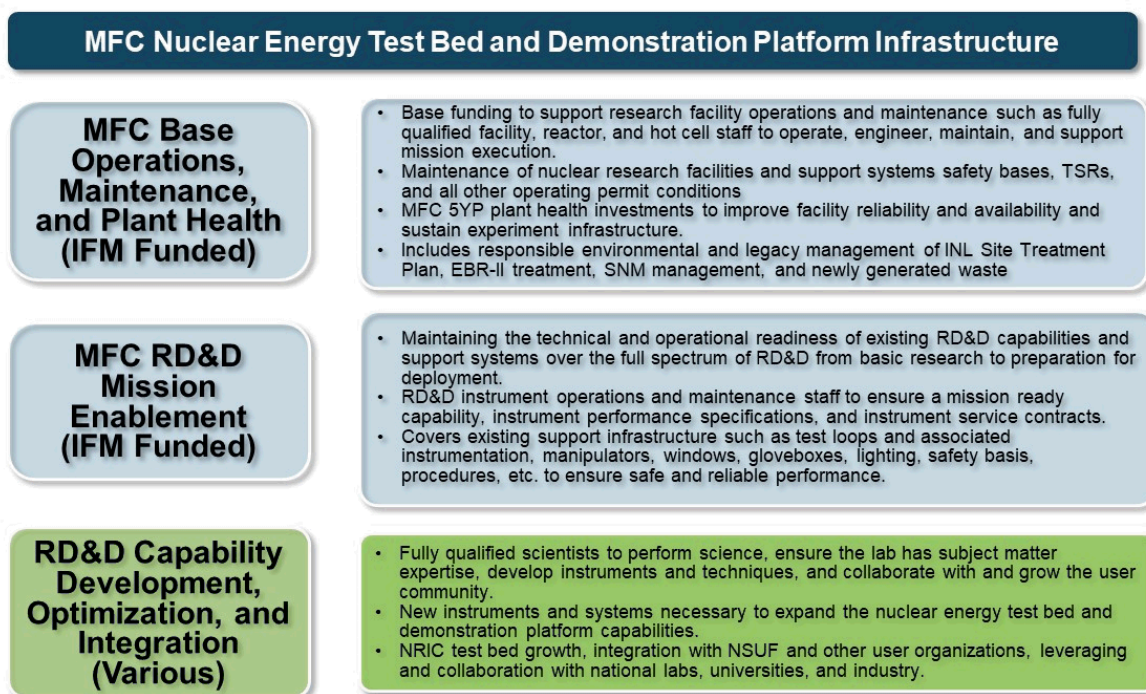 MFC Nuclear Energy Test Bed and Demonstration Platform Infrastructure
MFC Base
Operations,
Maintenance,
and Plant Health
(IFM Funded)
• Base funding to support research facility operations and maintenance such as fully
qualified facility, reactor, and hot cell staff to operate, engineer, maintain, and support
mission execution.
• Maintenance of nuclear research facilities and support systems safety bases, TSRs,
and all other operating permit conditions
• MFC 5YP plant health investments to improve facility reliability and availability and
sustain experiment infrastructure.
• Includes responsible environmental and legacy management of INL Site Treatment
Plan, EBR-II treatment, SNM management, and newly generated waste
MFC RD&D
Mission
Enablement
(IFM Funded)
• Maintaining the technical and operational readiness of existing RD&D capabilities and
support systems over the full spectrum of RD&D from basic research to preparation for
deployment.
• RD&D instrument operations and maintenance staff to ensure a mission ready
capability, instrument performance specifications, and instrument service contracts.
• Covers existing support infrastructure such as test loops and associated
instrumentation, manipulators, windows, gloveboxes, lighting, safety basis,
procedures, etc. to ensure safe and reliable performance.
RD&D Capability
Development,
Optimization, and
Integration
(Various)
• Fully qualified scientists to perform science, ensure the lab has subject matter
expertise, develop instruments and techniques, and collaborate with and grow the user
community.
• New instruments and systems necessary to expand the nuclear energy test bed and
demonstration platform capabilities.
• NRIC test bed growth, integration with NSUF and other user organizations, leveraging
and collaboration with national labs, universities, and industry.